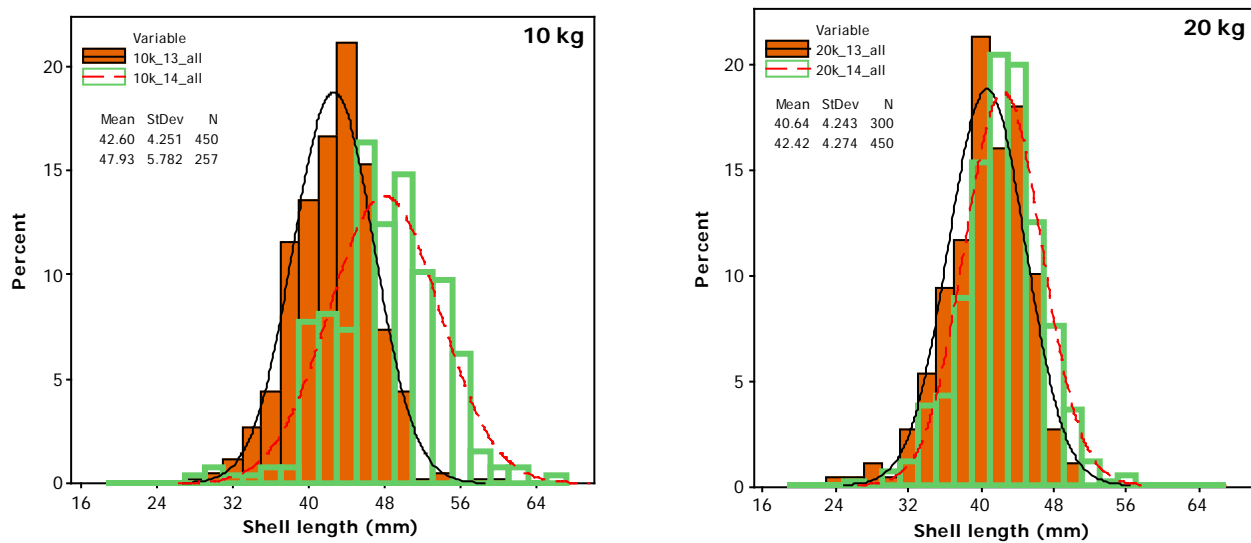 10 kg
Variable
10k_13_all
10k_14_all
Mean StDev N
42.60 4.251 450
47.93 5.782 257
20
15
10
5
0
Percent
16 24 32 40 48 56 64
Shell length (mm)
20 kg
Variable
20k_13_all
20k_14_all
Mean StDev N
40.64 4.243 300
42.42 4.274 450
20
15
10
5
0
Percent
16 24 32 40 48 56 64
Shell length (mm)